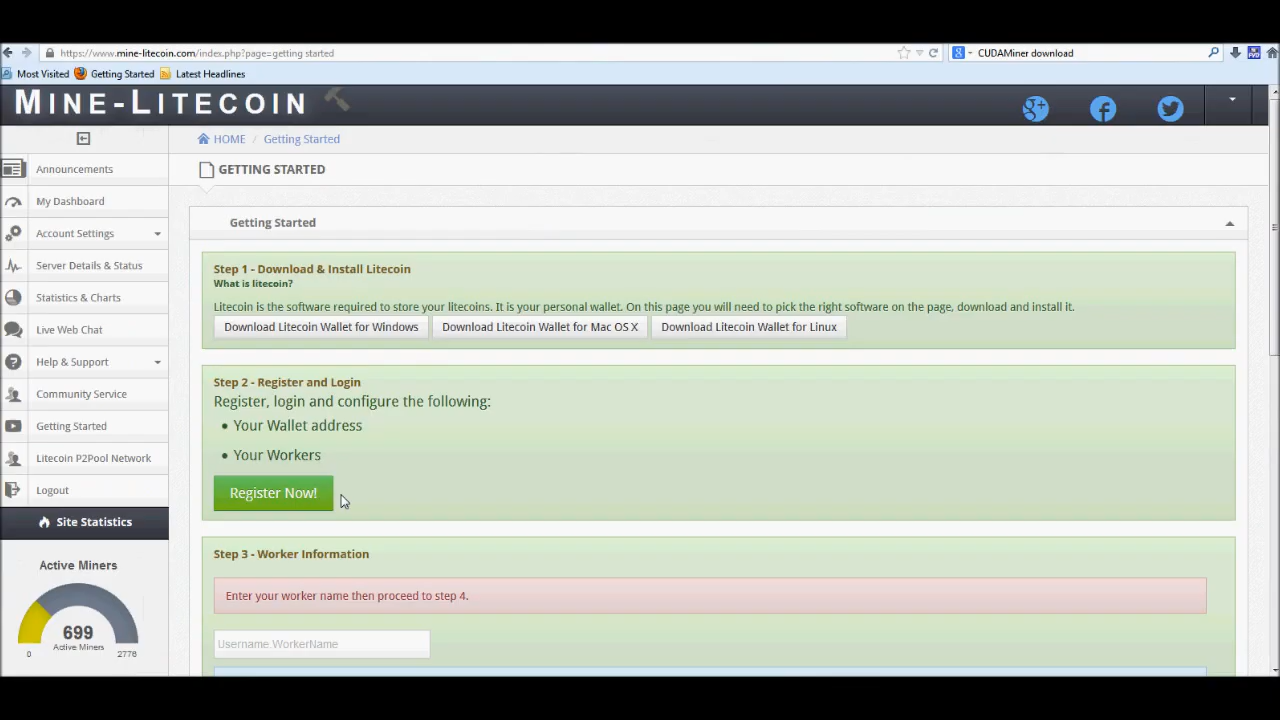 https://www.mine-litecoin.com/index.php?page=getting started
CUDAMiner download
Most Visited
Getting Started
Latest Headlines
MINE-LITECOIN
HOME / Getting Started
Announcements
GETTING STARTED
My Dashboard
Account Settings
Server Details & Status
Statistics & Charts
Live Web Chat
Help & Support
Community Service
Getting Started
Litecoin P2Pool Network
Logout
Site Statistics
Active Miners
699
Active Miners
0
2776
Getting Started
Step 1 - Download & Install Litecoin
What is litecoin?
Litecoin is the software required to store your litecoins. It is your personal wallet. On this page you will need to pick the right software on the page, download and install it.
Download Litecoin Wallet for Windows
Download Litecoin Wallet for Mac OS X
Download Litecoin Wallet for Linux
Step 2 - Register and Login
Register, login and configure the following:
• Your Wallet address
• Your Workers
Register Now!
Step 3 - Worker Information
Enter your worker name then proceed to step 4.
Username.WorkerName